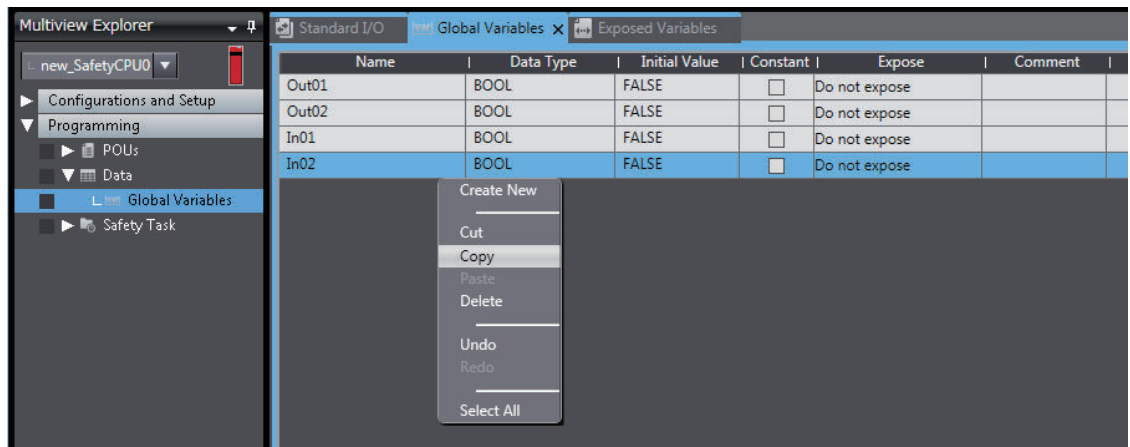 Multiview Explorer
new_SafetyCPU0
Configurations and Setup
Programming
POUs
Data
Global Variables
Safety Task
Standard I/O Global Variables Exposed Variables
Name Data Type Initial Value Constant Expose Comment
Out01 BOOL FALSE Do not expose
Out02 BOOL FALSE Do not expose
In01 BOOL FALSE Do not expose
In02 BOOL FALSE Do not expose
Create New
Cut
Copy
Paste
Delete
Undo
Redo
Select All